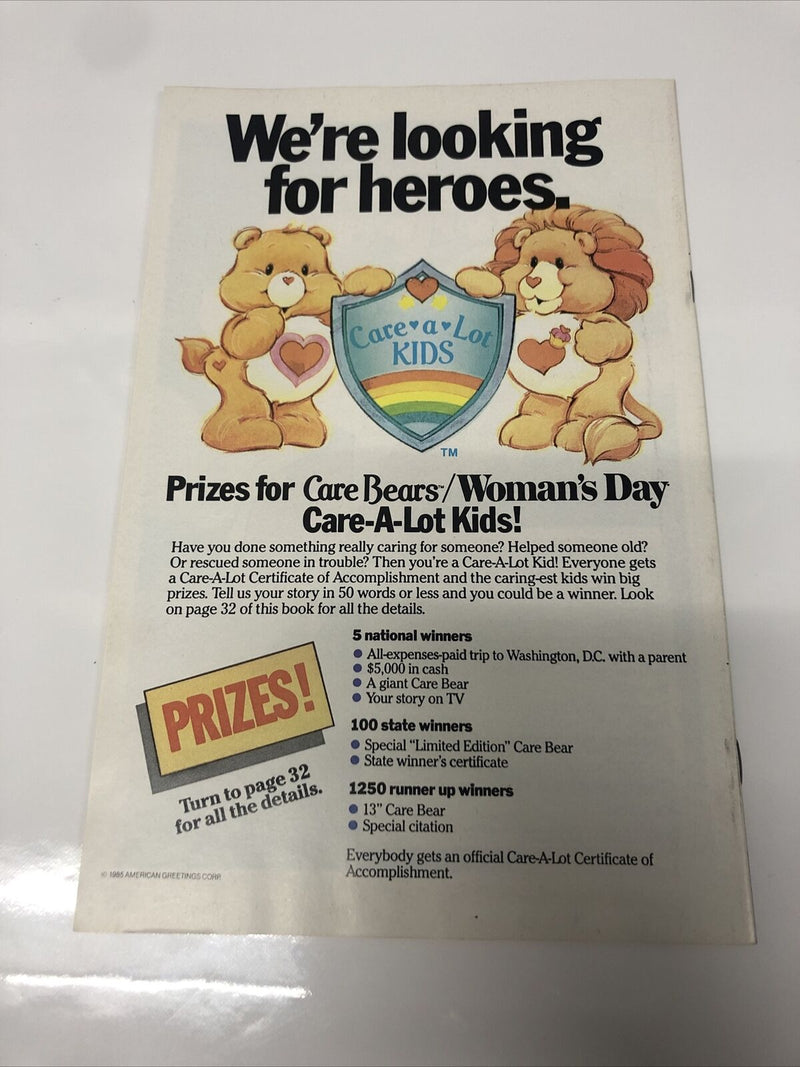 We're looking
for heroes.
Care♥a♥Lot
KIDS
TM
Prizes for Care Bears™/Woman's Day
Care-A-Lot Kids!
Have you done something really caring for someone? Helped someone old?
Or rescued someone in trouble? Then you're a Care-A-Lot Kid! Everyone gets
a Care-A-Lot Certificate of Accomplishment and the caring-est kids win big
prizes. Tell us your story in 50 words or less and you could be a winner. Look
on page 32 of this book for all the details.
5 national winners
● All-expenses-paid trip to Washington, D.C. with a parent
● $5,000 in cash
● A giant Care Bear
● Your story on TV
100 state winners
● Special "Limited Edition" Care Bear
● State winner's certificate
1250 runner up winners
● 13" Care Bear
● Special citation
Everybody gets an official Care-A-Lot Certificate of
Accomplishment.
PRIZES!
Turn to page 32
for all the details.
© 1985 AMERICAN GREETINGS CORP.